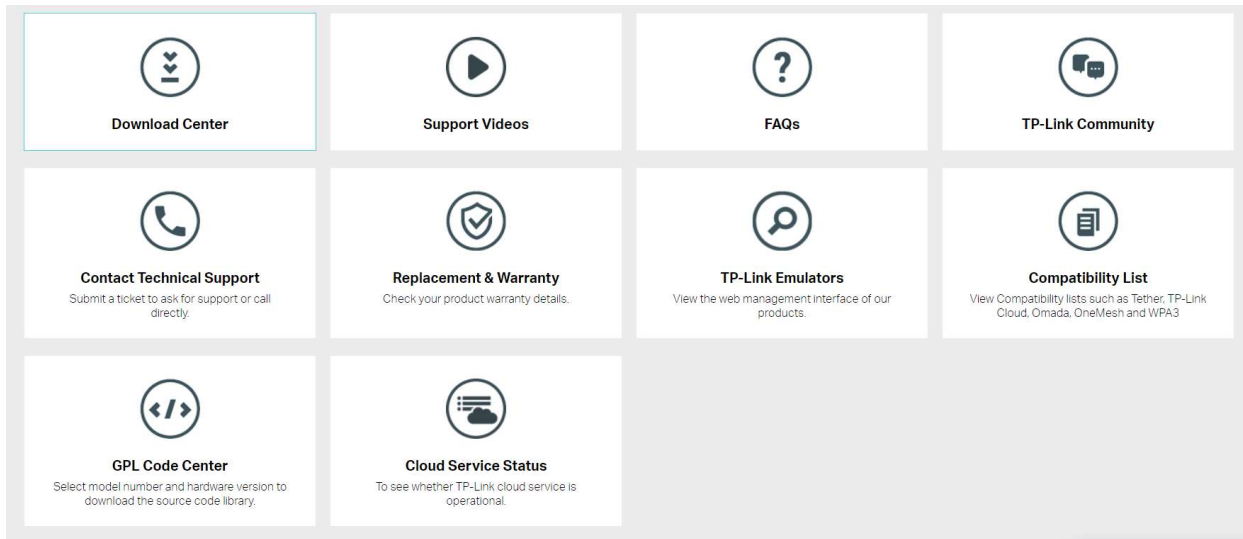 Download Center
Support Videos
FAQs
TP-Link Community
Contact Technical Support
Submit a ticket to ask for support or call
directly.
Replacement & Warranty
Check your product warranty details.
TP-Link Emulators
View the web management interface of our
products.
Compatibility List
View Compatibility lists such as Tether, TP-Link
Cloud, Omada, OneMesh and WPA3
GPL Code Center
Select model number and hardware version to
download the source code library.
Cloud Service Status
To see whether TP-Link cloud service is
operational.